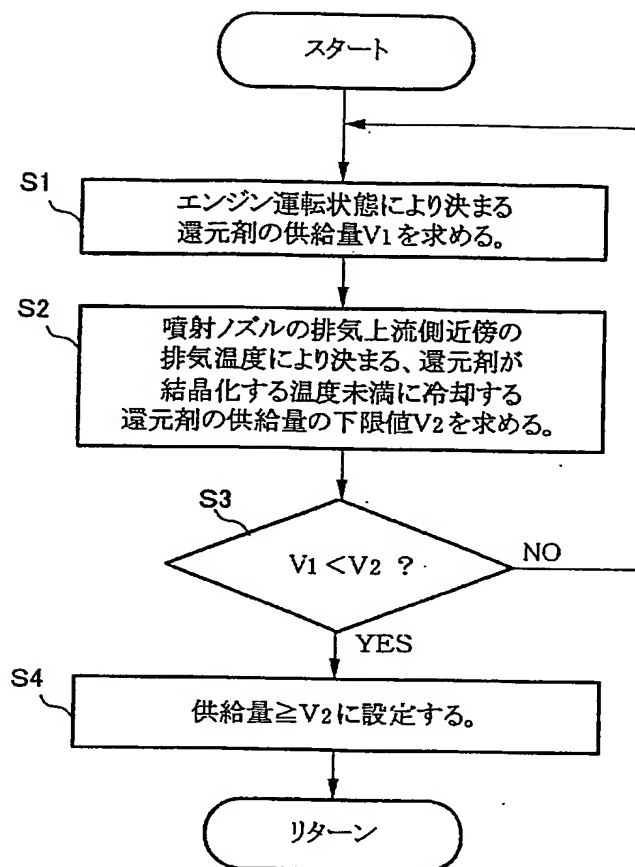 スタート
S1
エンジン運転状態により決まる
還元剤の供給量V1を求める。
S2
噴射ノズルの排気上流側近傍の
排気温度により決まる、還元剤が
結晶化する温度未満に冷却する
還元剤の供給量の下限値V2を求める。
S3
V1<V2 ?
NO
YES
S4
供給量≧V2に設定する。
リターン